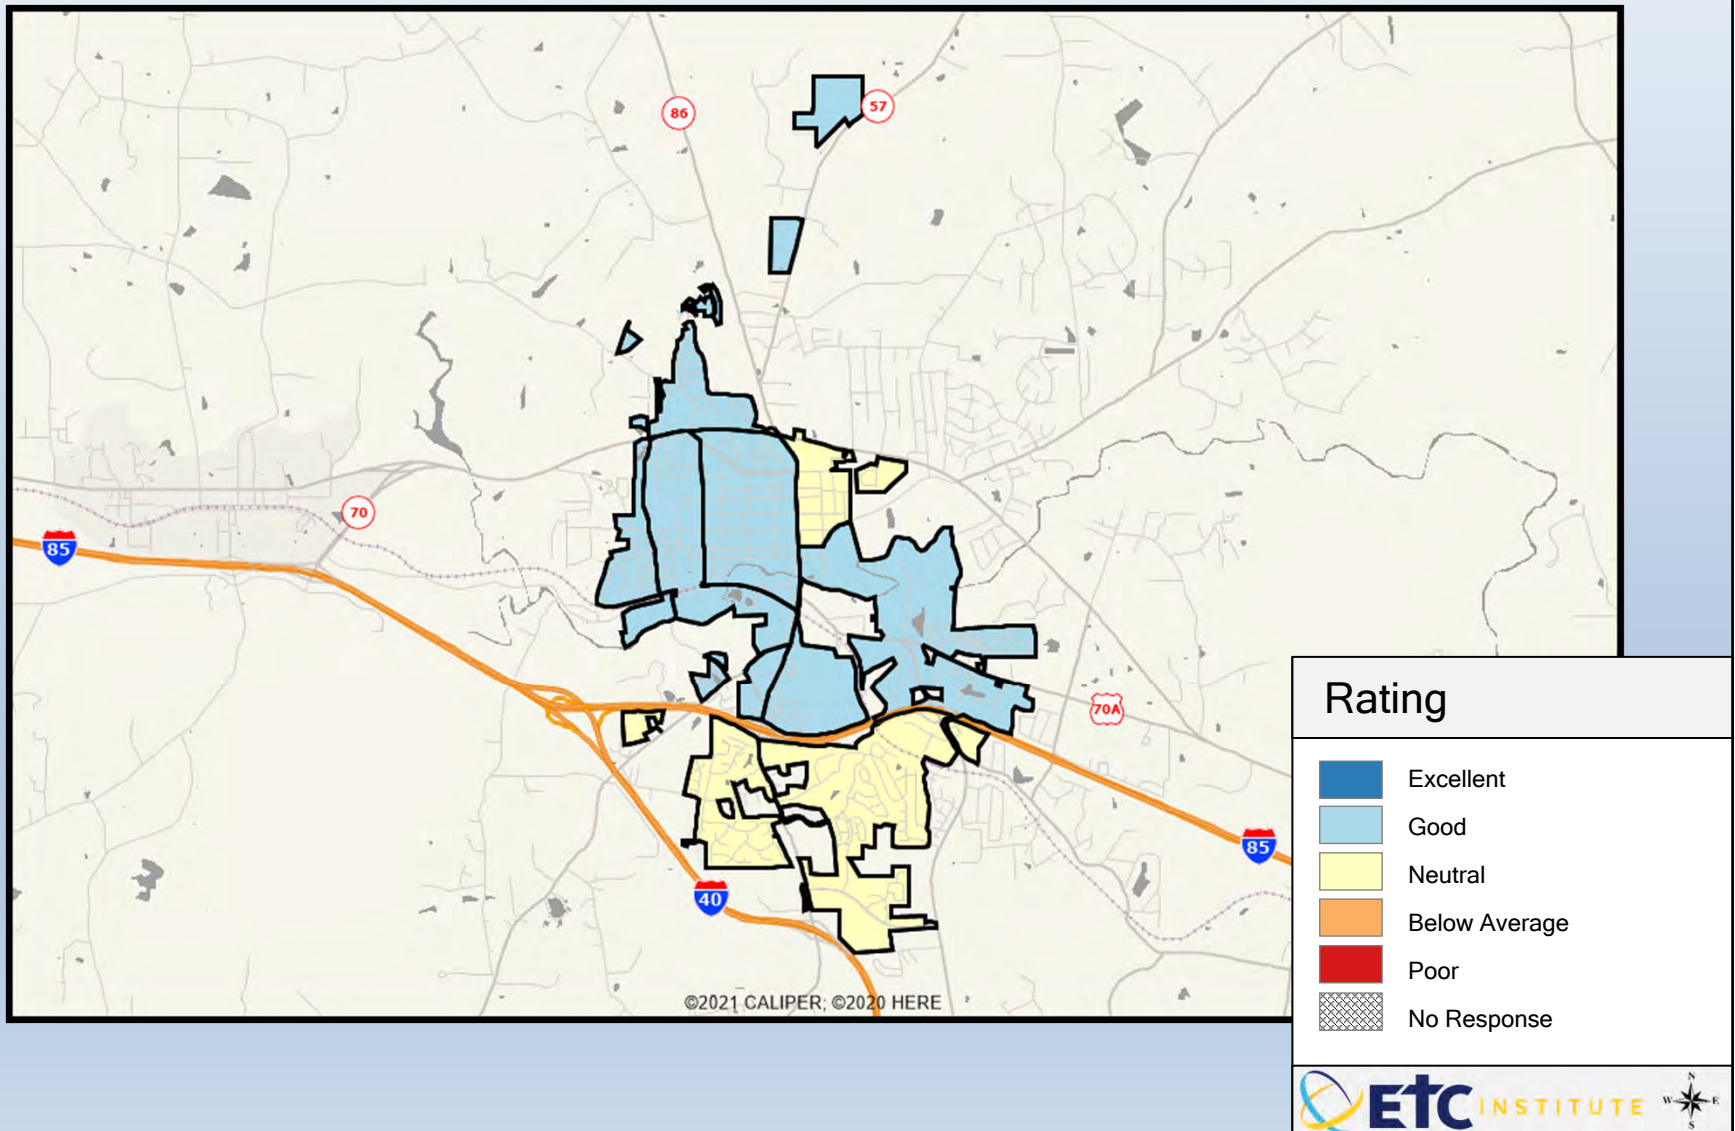 86
57
70
85
70A
85
40
©2021 CALIPER; ©2020 HERE
Rating
Excellent
Good
Neutral
Below Average
Poor
No Response
ETC INSTITUTE
N
W E
S